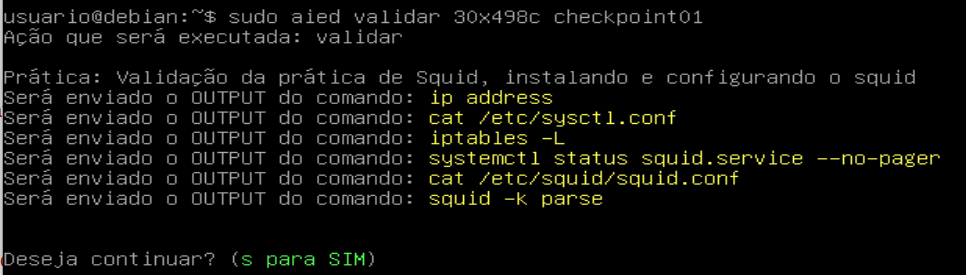 usuario@debian:~$ sudo aied validar 30x498c checkpoint01
Ação que será executada: validar
Prática: Validação da prática de Squid, instalando e configurando o squid
Será enviado o OUTPUT do comando: ip address
Será enviado o OUTPUT do comando: cat /etc/sysctl.conf
Será enviado o OUTPUT do comando: iptables -L
Será enviado o OUTPUT do comando: systemctl status squid.service --no-pager
Será enviado o OUTPUT do comando: cat /etc/squid/squid.conf
Será enviado o OUTPUT do comando: squid -k parse
Deseja continuar? (s para SIM)